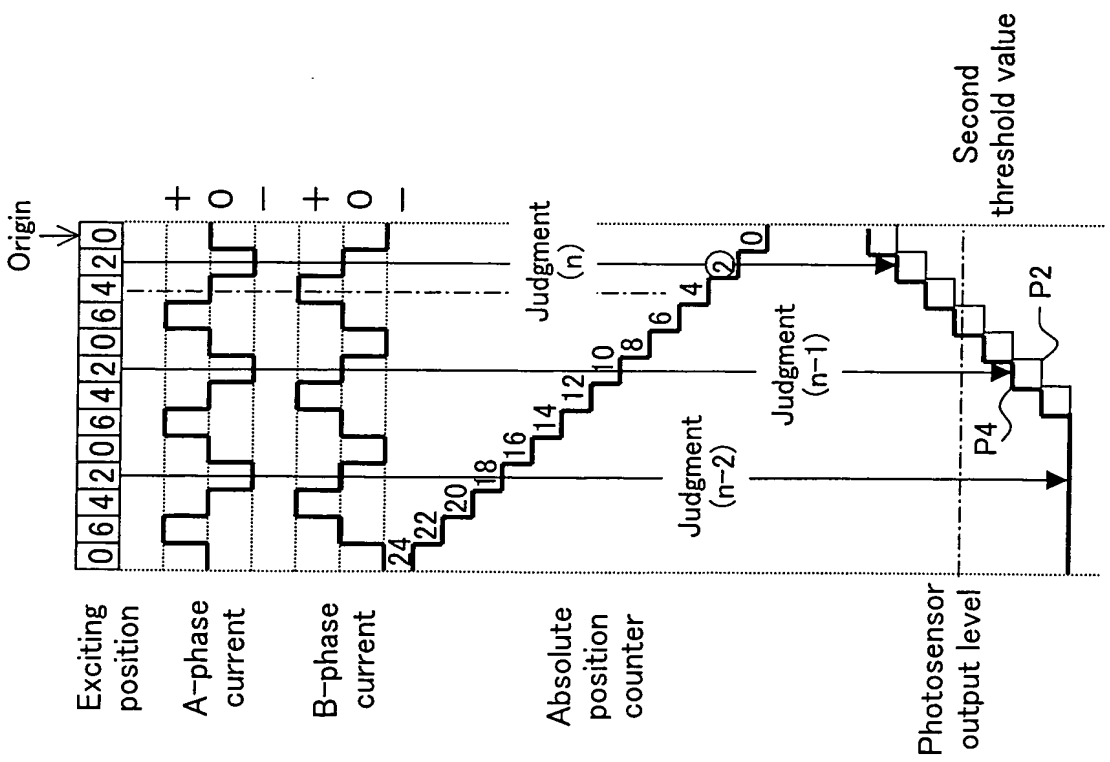 Origin
Exciting
position
0 6 4 2 0 6 4 2 0 6 4 2 0
A-phase
current
+
0
−
B-phase
current
+
0
−
Absolute
position
counter
24
22
20
18
16
14
12
10
8
6
4
2
0
Judgment
(n)
Judgment
(n-1)
Judgment
(n-2)
Photosensor
output level
Second
threshold value
P4
P2